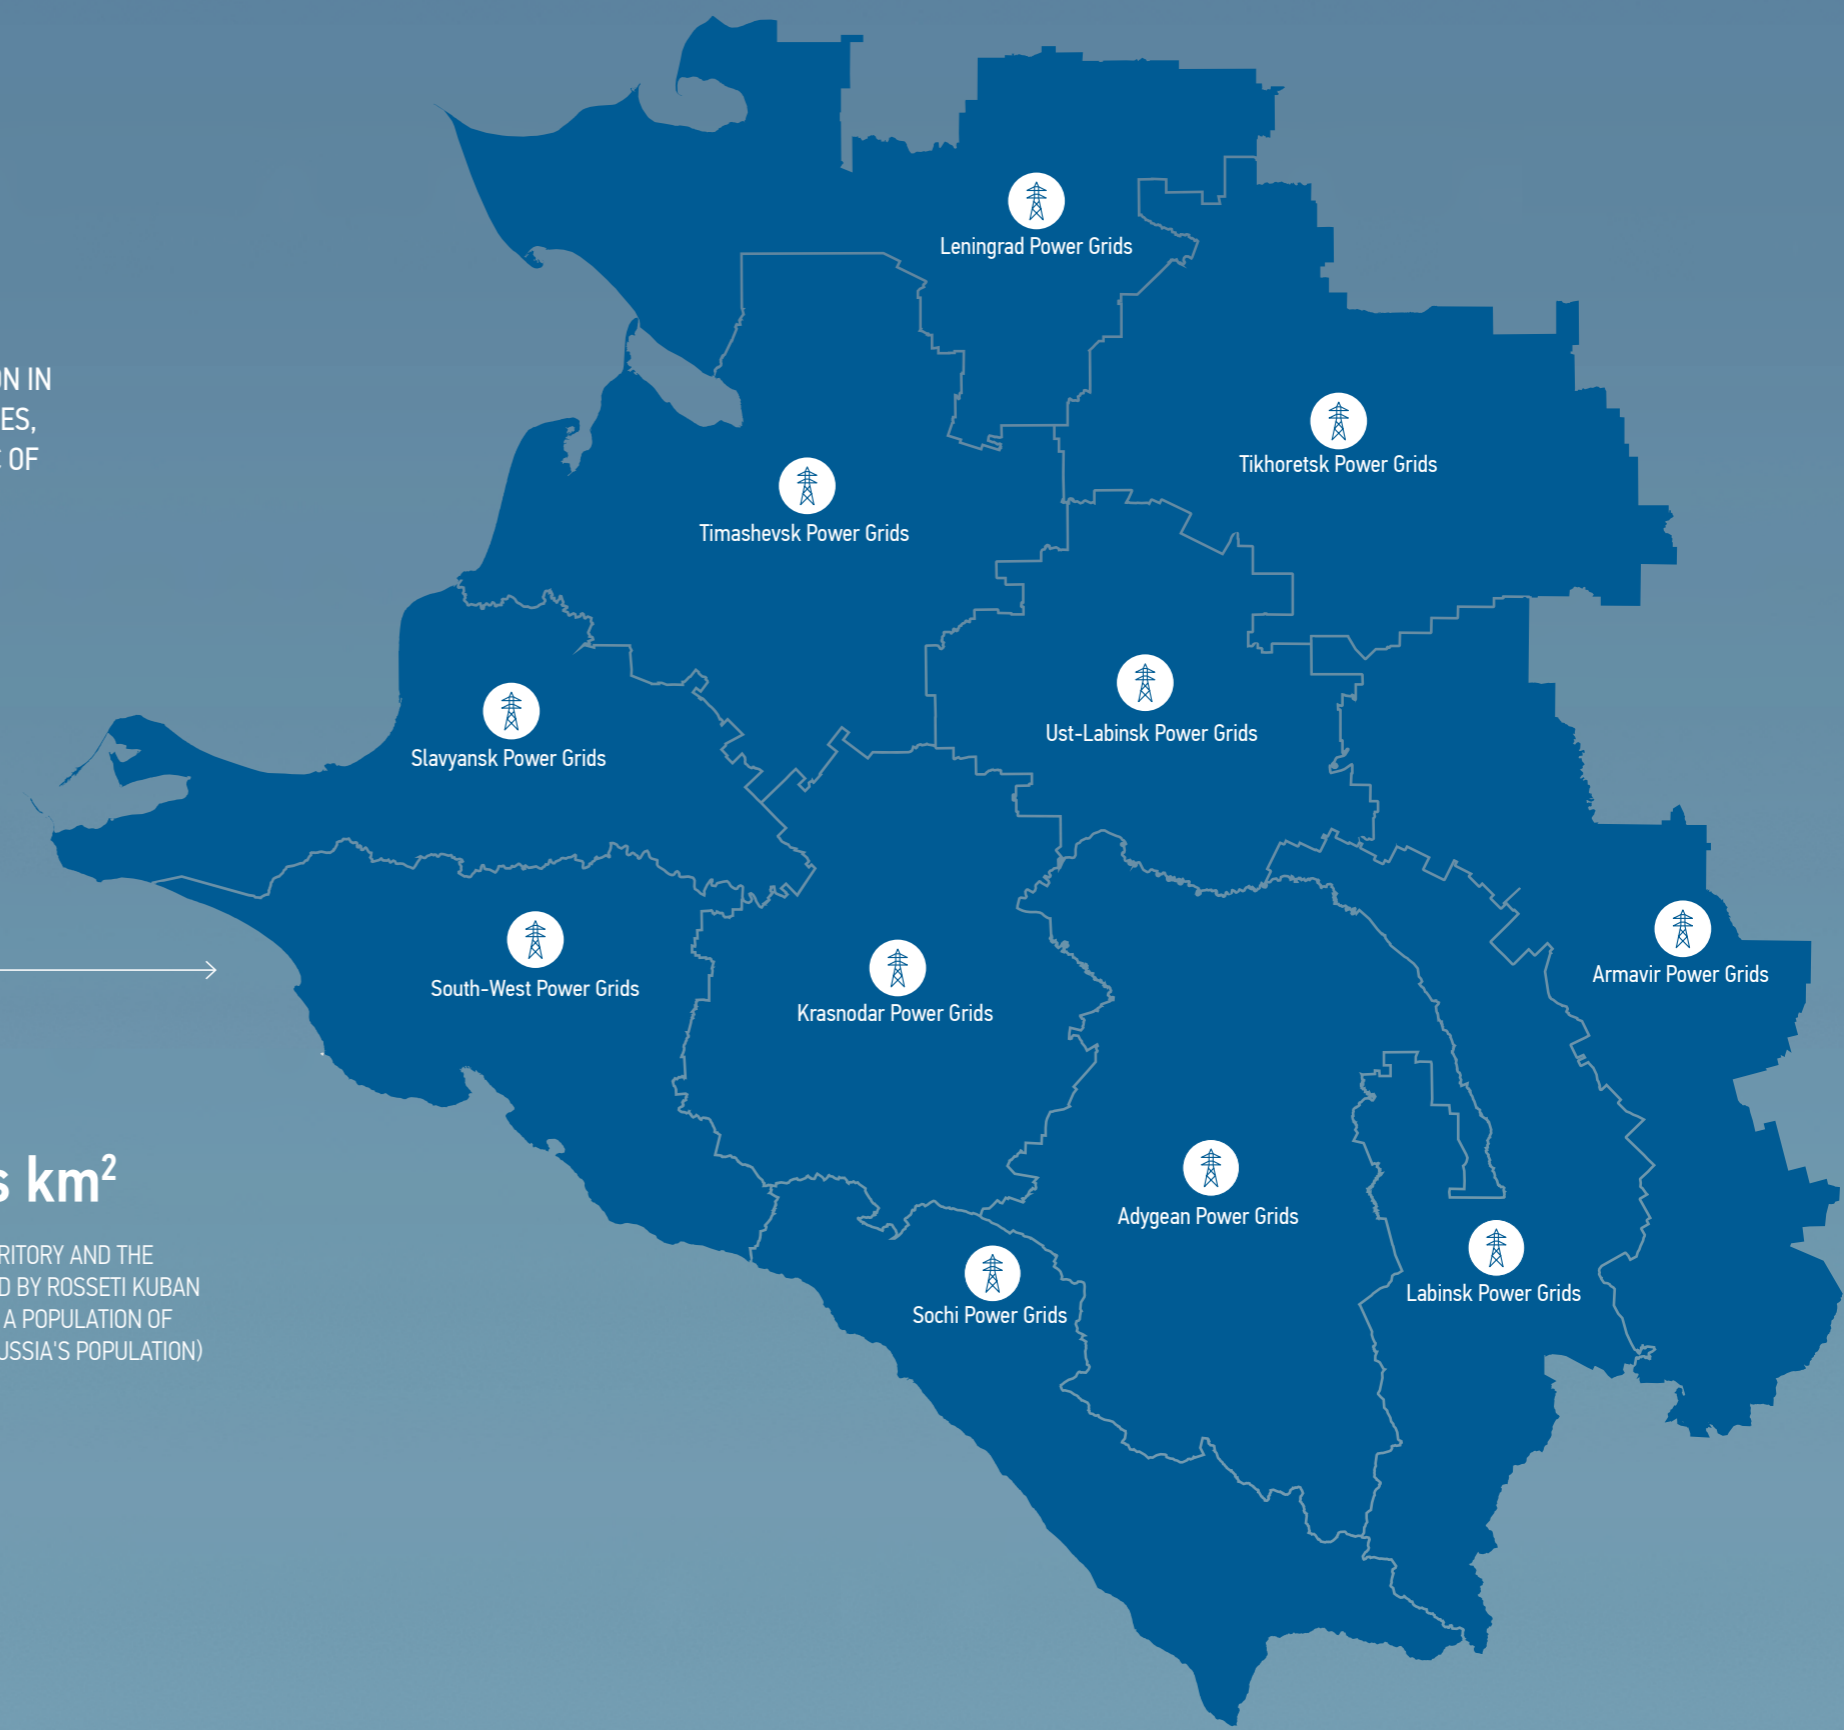 Leningrad Power Grids
ON IN
ES,
OF
Tikhoretsk Power Grids
Timashevsk Power Grids
Ust-Labinsk Power Grids
Slavyansk Power Grids
Armavir Power Grids
South-West Power Grids
Krasnodar Power Grids
s km²
RITORY AND THE
D BY ROSSETI KUBAN
A POPULATION OF
USSIA'S POPULATION)
Adygean Power Grids
Labinsk Power Grids
Sochi Power Grids